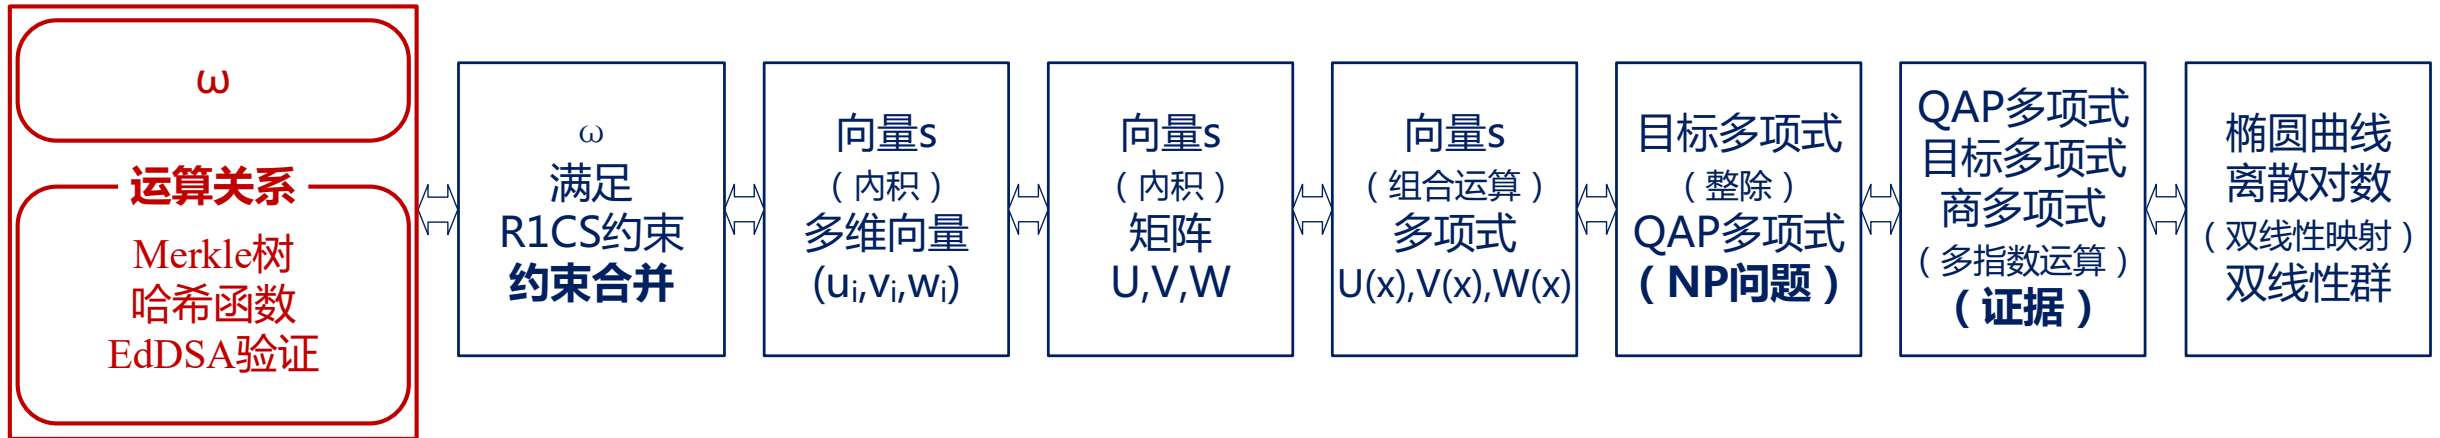 ω
运算关系
Merkle树
哈希函数
EdDSA验证
ω
满足
R1CS约束
约束合并
向量s
（内积）
多维向量
(uᵢ,vᵢ,wᵢ)
向量s
（内积）
矩阵
U,V,W
向量s
（组合运算）
多项式
U(x),V(x),W(x)
目标多项式
（整除）
QAP多项式
（NP问题）
QAP多项式
目标多项式
商多项式
（多指数运算）
（证据）
椭圆曲线
离散对数
（双线性映射）
双线性群